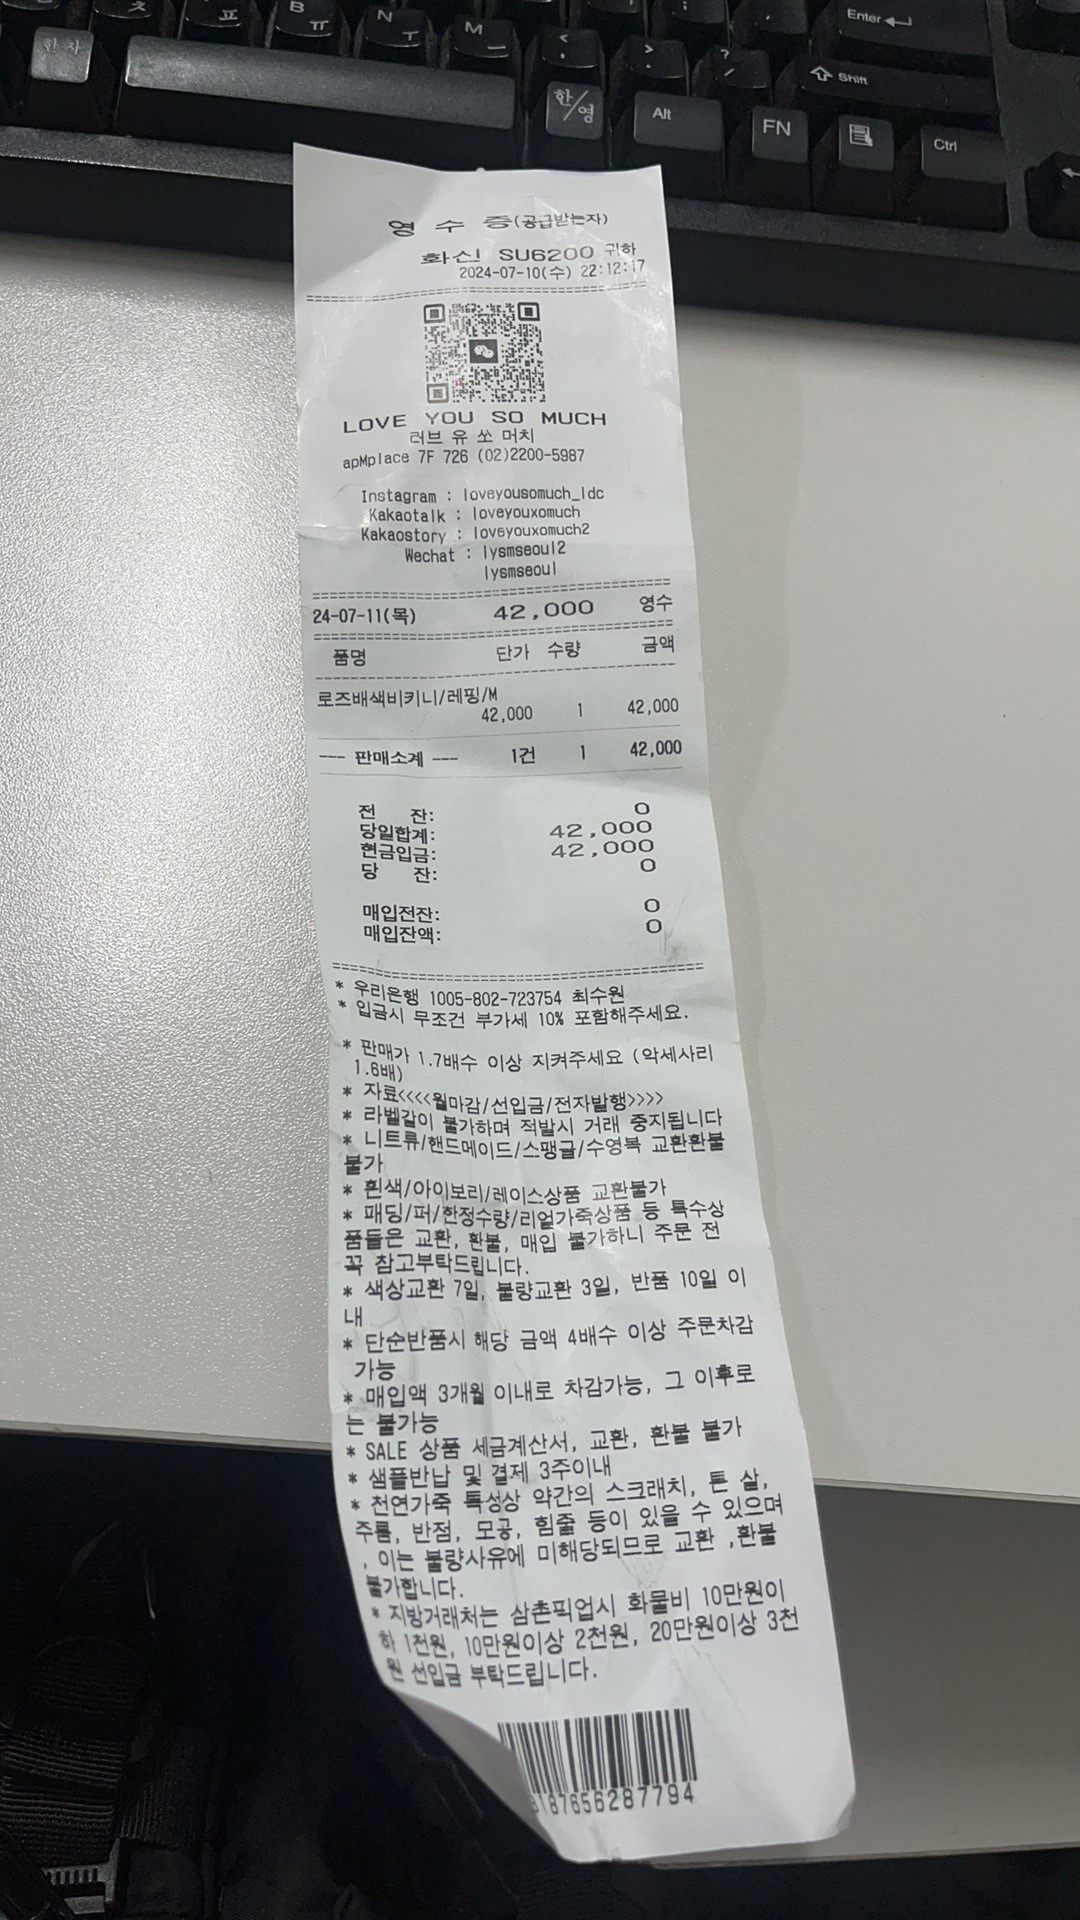 ㅊ
ㅍ
B ㅠ
N ㅜ
M ㅡ
< ,
> .
? /
Enter
Shift
한자
한/영
Alt
FN
Ctrl
영 수 증(공급받는자)
화신 SU6200 귀하
2024-07-10(수) 22:12:17
LOVE YOU SO MUCH
러브 유 쏘 머치
apMplace 7F 726 (02)2200-5987
Instagram : loveyousomuch_ldc
Kakaotalk : loveyouxomuch
Kakaostory : loveyouxomuch2
Wechat : lysmseoul2
lysmseoul
24-07-11(목) 42,000 영수
품명 단가 수량 금액
로즈배색비키니/레핑/M
42,000 1 42,000
--- 판매소계 --- 1건 1 42,000
전 잔: 0
당일합계: 42,000
현금입금: 42,000
당 잔: 0
매입전잔: 0
매입잔액: 0
* 우리은행 1005-802-723754 최수원
* 입금시 무조건 부가세 10% 포함해주세요.
* 판매가 1.7배수 이상 지켜주세요 (악세사리
1.6배)
* 자료<<<<월마감/선입금/전자발행>>>>
* 라벨갈이 불가하며 적발시 거래 중지됩니다
* 니트류/핸드메이드/스팽글/수영복 교환환불
불가
* 흰색/아이보리/레이스상품 교환불가
* 패딩/퍼/한정수량/리얼가죽상품 등 특수상
품들은 교환, 환불, 매입 불가하니 주문 전
꼭 참고부탁드립니다.
* 색상교환 7일, 불량교환 3일, 반품 10일 이
내
* 단순반품시 해당 금액 4배수 이상 주문차감
가능
* 매입액 3개월 이내로 차감가능, 그 이후로
는 불가능
* SALE 상품 세금계산서, 교환, 환불 불가
* 샘플반납 및 결제 3주이내
* 천연가죽 특성상 약간의 스크래치, 튼 살,
주름, 반점, 모공, 힘줄 등이 있을 수 있으며
, 이는 불량사유에 미해당되므로 교환 ,환불
불가합니다.
* 지방거래처는 삼촌픽업시 화물비 10만원이
하 1천원, 10만원이상 2천원, 20만원이상 3천
원 선입금 부탁드립니다.
187656287794